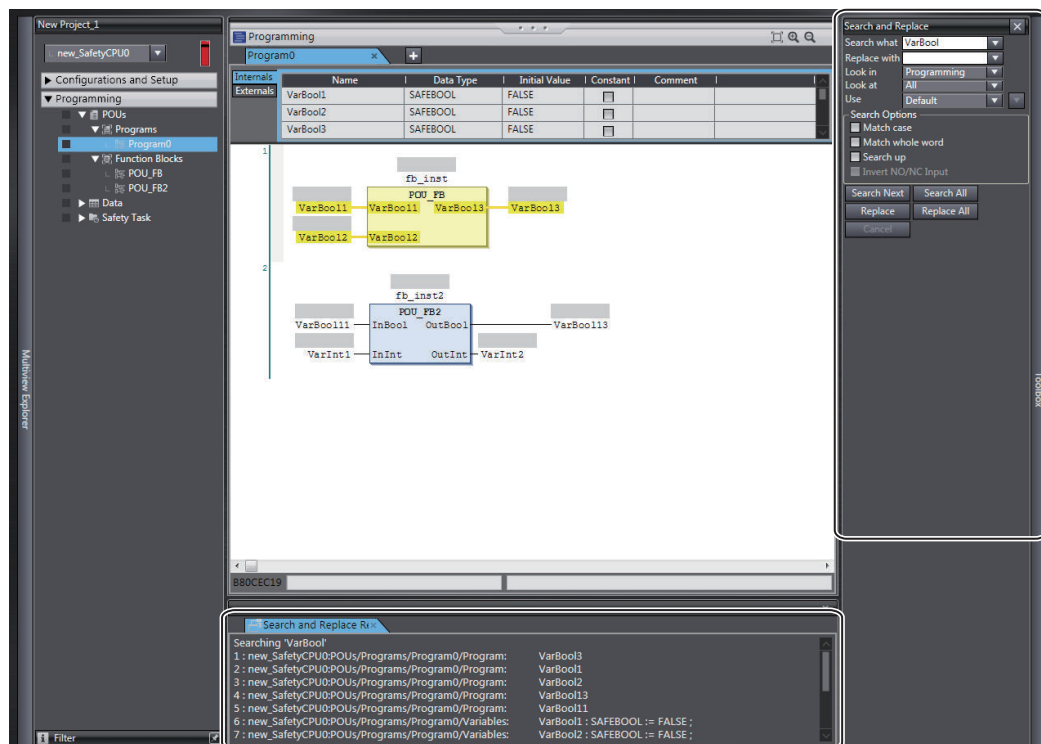 New Project_1
new_SafetyCPU0
Configurations and Setup
Programming
POUs
Programs
Program0
Function Blocks
POU_FB
POU_FB2
Data
Safety Task
Multiview Explorer
Filter
Programming
Program0
Internals
Externals
Name Data Type Initial Value Constant Comment
VarBool1 SAFEBOOL FALSE
VarBool2 SAFEBOOL FALSE
VarBool3 SAFEBOOL FALSE
1
fb_inst
POU_FB
VarBool1 VarBool1 VarBool3 VarBool3
VarBool2 VarBool2
2
fb_inst2
POU_FB2
VarBool11 InBool OutBool VarBool13
VarInt1 InInt OutInt VarInt2
B80CEC19
Search and Replace Re
Searching 'VarBool'
1 : new_SafetyCPU0:POUs/Programs/Program0/Program: VarBool3
2 : new_SafetyCPU0:POUs/Programs/Program0/Program: VarBool1
3 : new_SafetyCPU0:POUs/Programs/Program0/Program: VarBool2
4 : new_SafetyCPU0:POUs/Programs/Program0/Program: VarBool13
5 : new_SafetyCPU0:POUs/Programs/Program0/Program: VarBool11
6 : new_SafetyCPU0:POUs/Programs/Program0/Variables: VarBool1 : SAFEBOOL := FALSE ;
7 : new_SafetyCPU0:POUs/Programs/Program0/Variables: VarBool2 : SAFEBOOL := FALSE ;
Search and Replace
Search what VarBool
Replace with
Look in Programming
Look at All
Use Default
Search Options
Match case
Match whole word
Search up
Invert NO/NC Input
Search Next Search All
Replace Replace All
Cancel
Toolbox